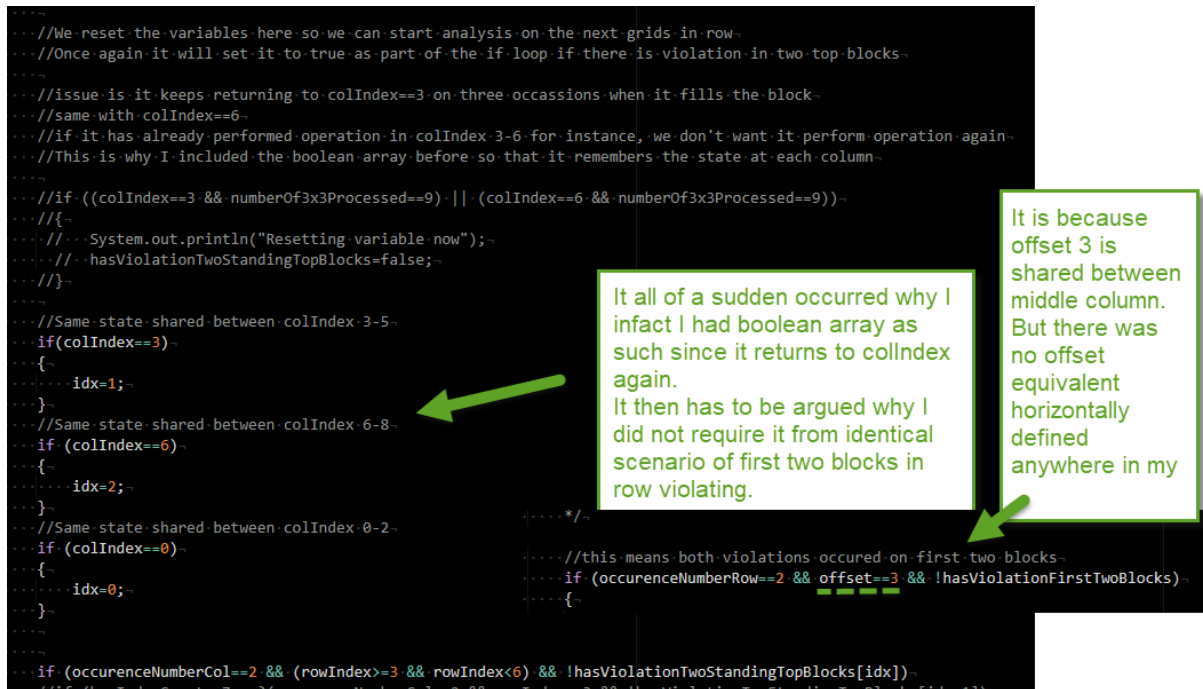 //We reset the variables here so we can start analysis on the next grids in row
//Once again it will set it to true as part of the if loop if there is violation in two top blocks
//issue is it keeps returning to colIndex==3 on three occassions when it fills the block
//same with colIndex==6
//if it has already performed operation in colIndex 3-6 for instance, we don't want it perform operation again
//This is why I included the boolean array before so that it remembers the state at each column
//if ((colIndex==3 && numberOf3x3Processed==9) || (colIndex==6 && numberOf3x3Processed==9))
//{
// System.out.println("Resetting variable now");
// hasViolationTwoStandingTopBlocks=false;
//}
//Same state shared between colIndex 3-5
if(colIndex==3)
{
idx=1;
}
//Same state shared between colIndex 6-8
if (colIndex==6)
{
idx=2;
}
//Same state shared between colIndex 0-2
if (colIndex==0)
{
idx=0;
}
if (occurenceNumberCol==2 && (rowIndex>=3 && rowIndex<6) && !hasViolationTwoStandingTopBlocks[idx])
It all of a sudden occurred why I
infact I had boolean array as
such since it returns to colIndex
again.
It then has to be argued why I
did not require it from identical
scenario of first two blocks in
row violating.
It is because
offset 3 is
shared between
middle column.
But there was
no offset
equivalent
horizontally
defined
anywhere in my
*/
//this means both violations occured on first two blocks
if (occurenceNumberRow==2 && offset==3 && !hasViolationFirstTwoBlocks)
{